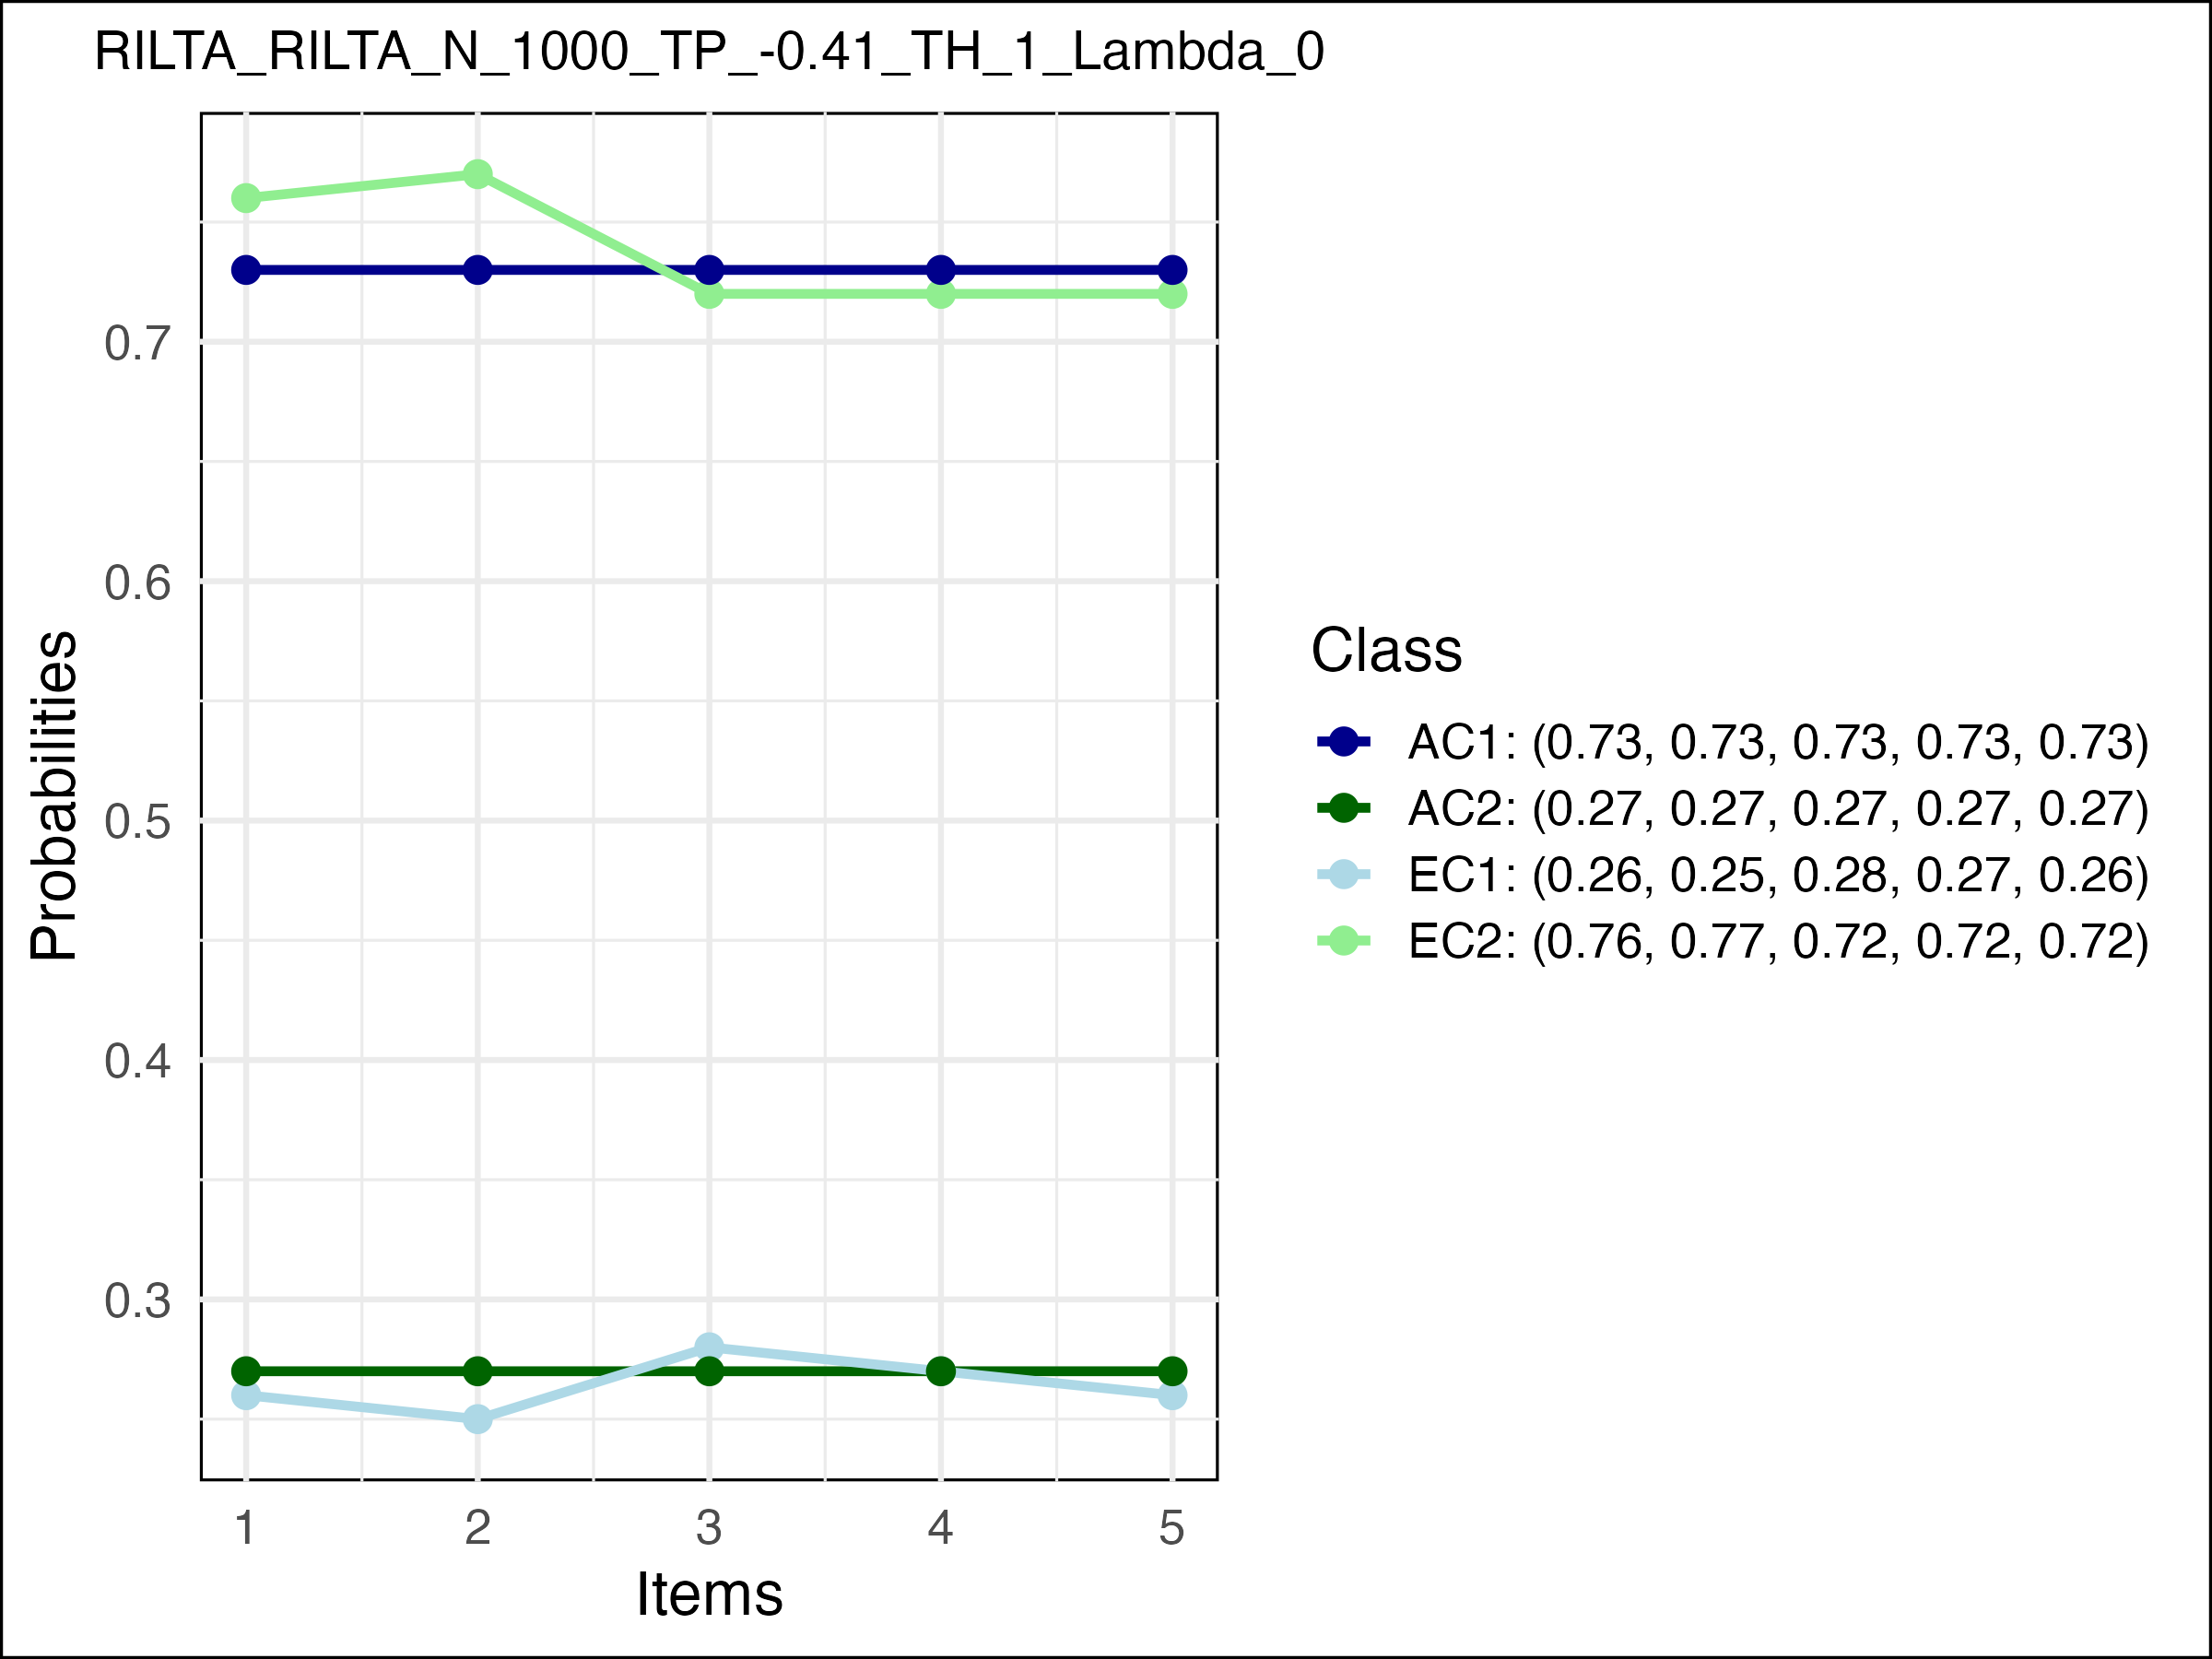 RILTA_RILTA_N_1000_TP_-0.41_TH_1_Lambda_0
0.7
0.6
0.5
0.4
0.3
Probabilities
1 2 3 4 5
Items
Class
AC1: (0.73, 0.73, 0.73, 0.73, 0.73)
AC2: (0.27, 0.27, 0.27, 0.27, 0.27)
EC1: (0.26, 0.25, 0.28, 0.27, 0.26)
EC2: (0.76, 0.77, 0.72, 0.72, 0.72)